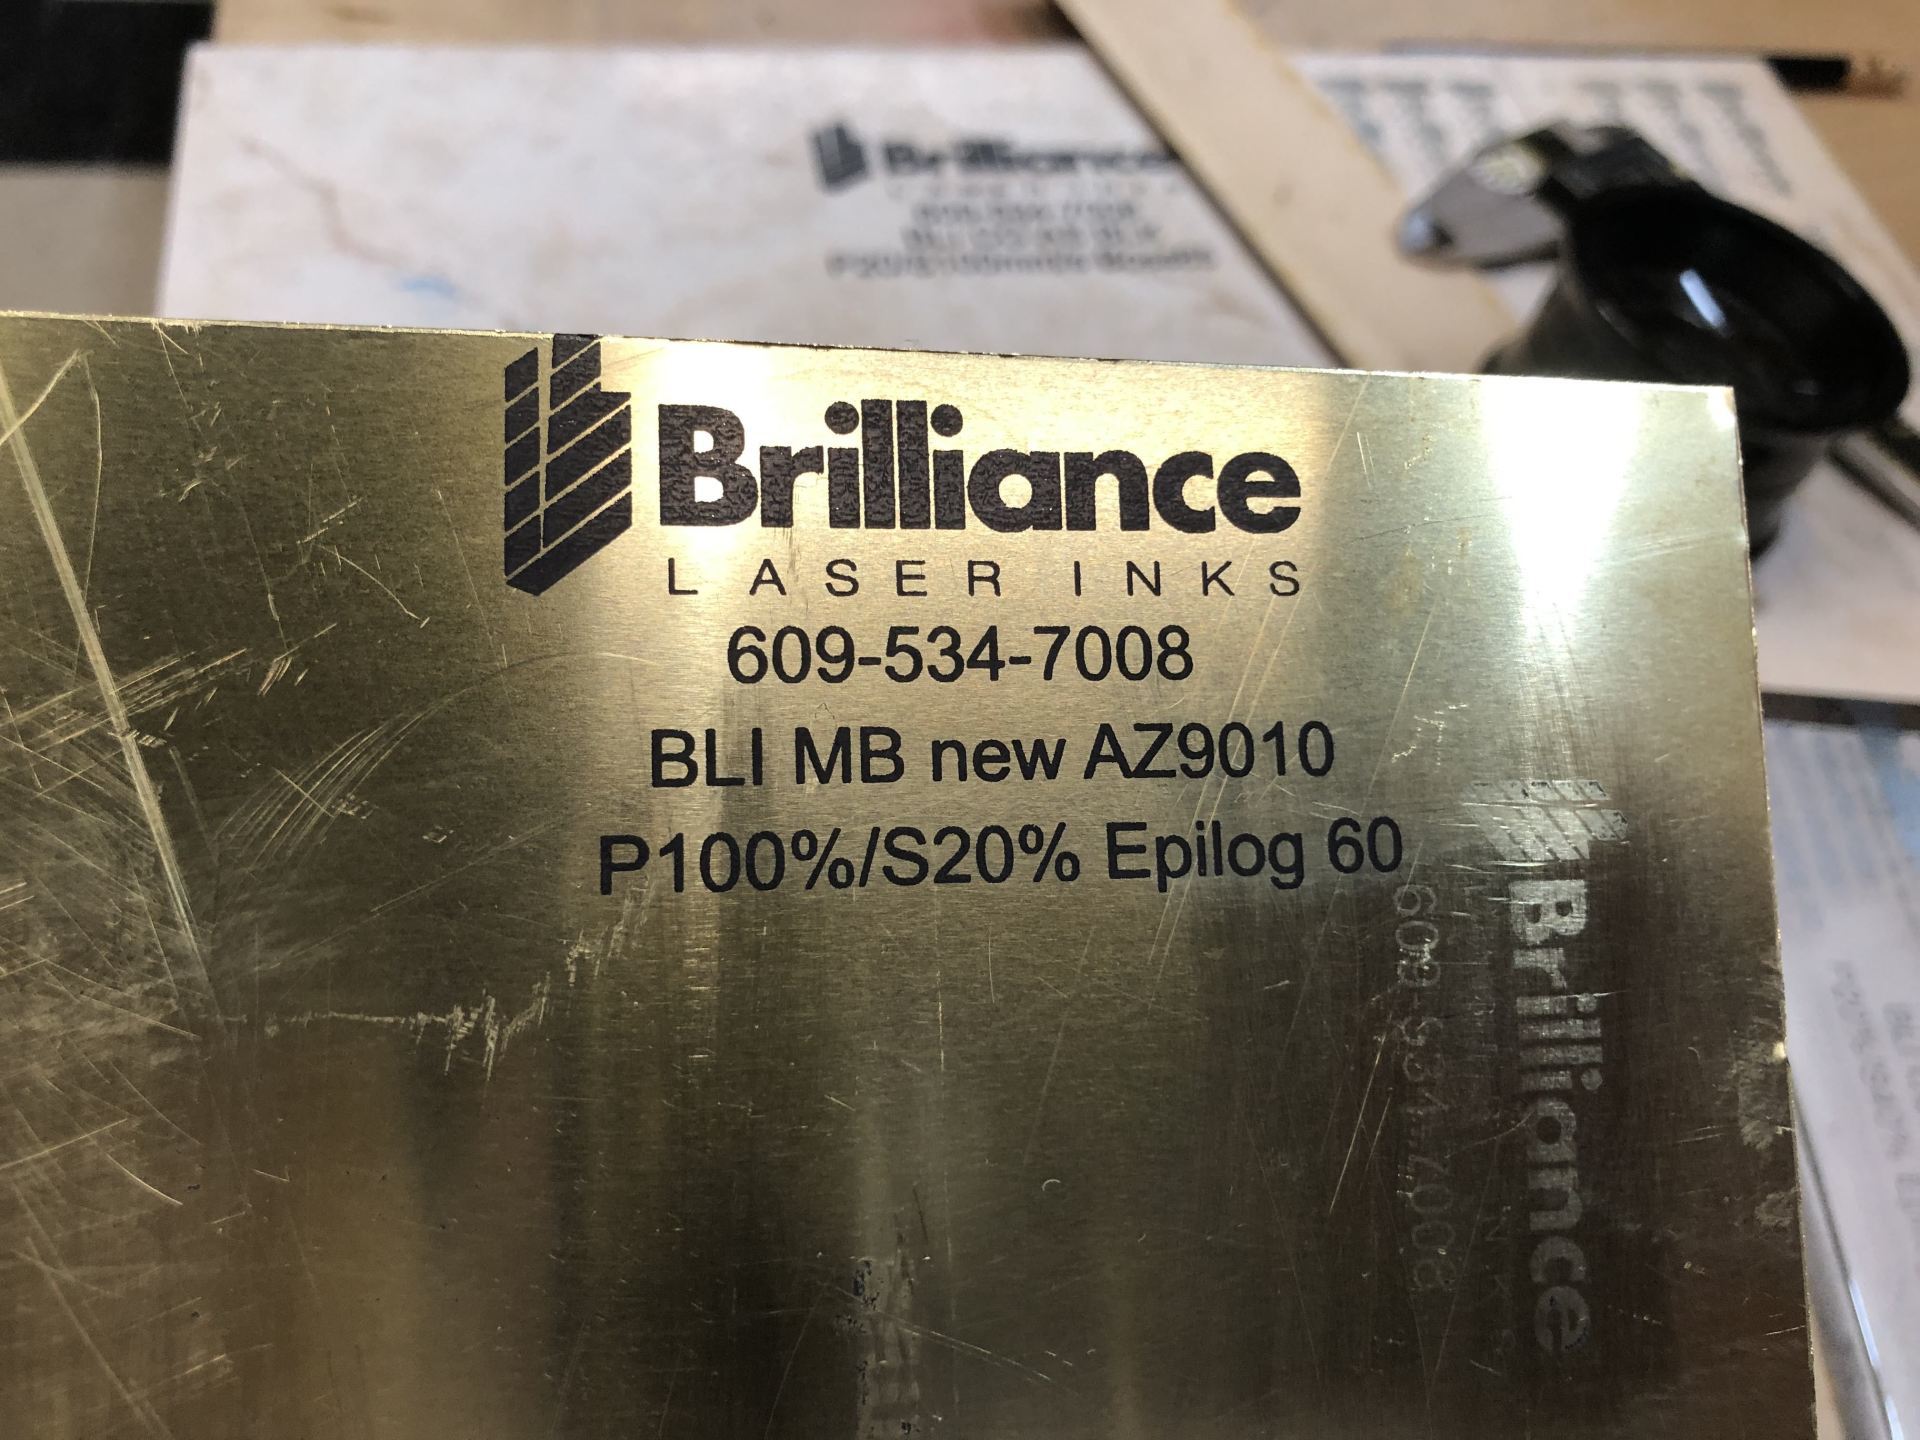 Brilliance
Brilliance
LASER INKS
609-534-7008
BLI MB new AZ9010
P100%/S20% Epilog 60
Brilliance
609-534-7008